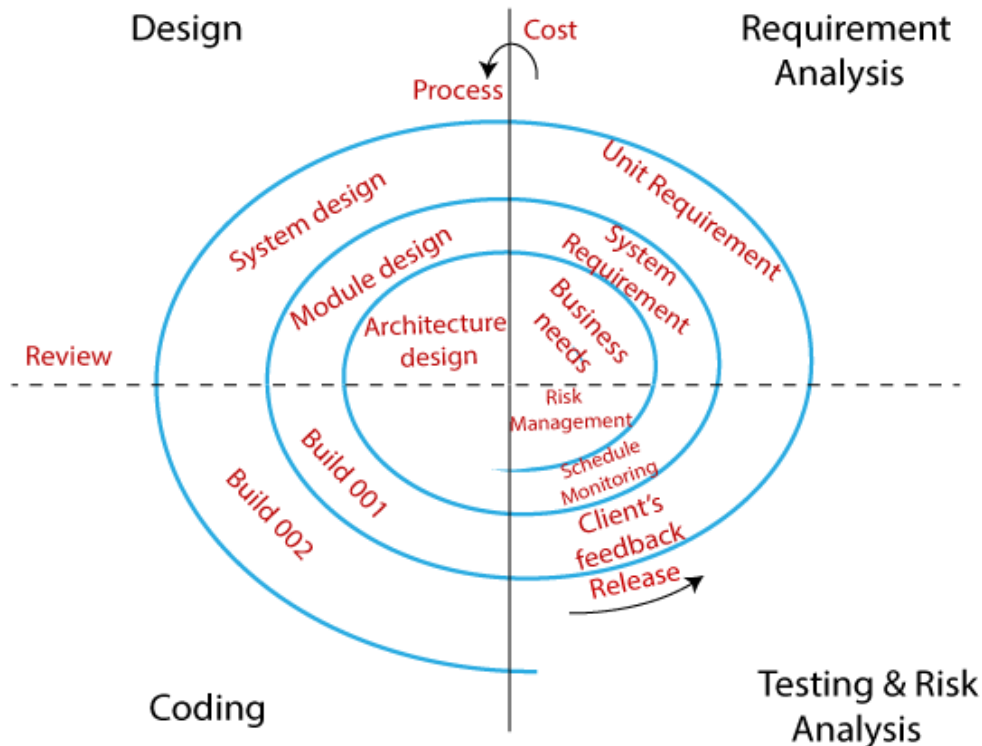 Design
Cost
Requirement
Analysis
Process
Unit Requirement
System design
System
Requirement
Module design
Business
needs
Architecture
design
Review
Risk
Management
Schedule
Monitoring
Build 001
Build 002
Client's
feedback
Release
Coding
Testing & Risk
Analysis